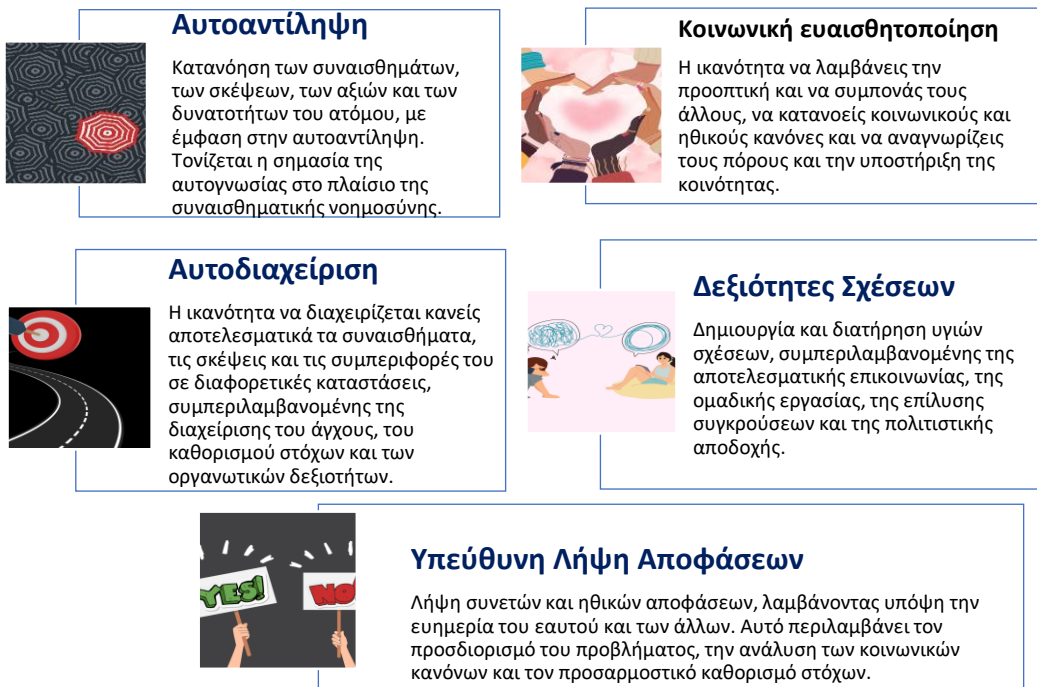 Αυτοαντίληψη
Κατανόηση των συναισθημάτων,
των σκέψεων, των αξιών και των
δυνατοτήτων του ατόμου, με
έμφαση στην αυτοαντίληψη.
Τονίζεται η σημασία της
αυτογνωσίας στο πλαίσιο της
συναισθηματικής νοημοσύνης.
Κοινωνική ευαισθητοποίηση
Η ικανότητα να λαμβάνεις την
προοπτική και να συμπονάς τους
άλλους, να κατανοείς κοινωνικούς και
ηθικούς κανόνες και να αναγνωρίζεις
τους πόρους και την υποστήριξη της
κοινότητας.
Αυτοδιαχείριση
Η ικανότητα να διαχειρίζεται κανείς
αποτελεσματικά τα συναισθήματα,
τις σκέψεις και τις συμπεριφορές του
σε διαφορετικές καταστάσεις,
συμπεριλαμβανομένης της
διαχείρισης του άγχους, του
καθορισμού στόχων και των
οργανωτικών δεξιοτήτων.
Δεξιότητες Σχέσεων
Δημιουργία και διατήρηση υγιών
σχέσεων, συμπεριλαμβανομένης της
αποτελεσματικής επικοινωνίας, της
ομαδικής εργασίας, της επίλυσης
συγκρούσεων και της πολιτιστικής
αποδοχής.
YES!
NO
Υπεύθυνη Λήψη Αποφάσεων
Λήψη συνετών και ηθικών αποφάσεων, λαμβάνοντας υπόψη την
ευημερία του εαυτού και των άλλων. Αυτό περιλαμβάνει τον
προσδιορισμό του προβλήματος, την ανάλυση των κοινωνικών
κανόνων και τον προσαρμοστικό καθορισμό στόχων.